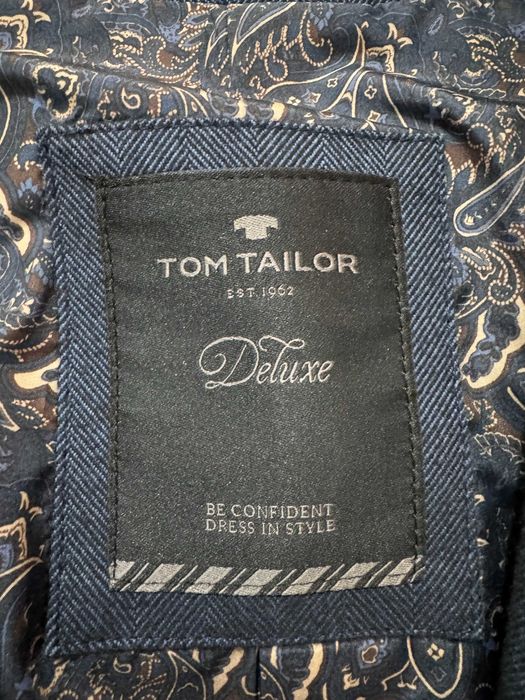 TOM TAILOR
EST.1962
Deluxe
BE CONFIDENT
DRESS IN STYLE